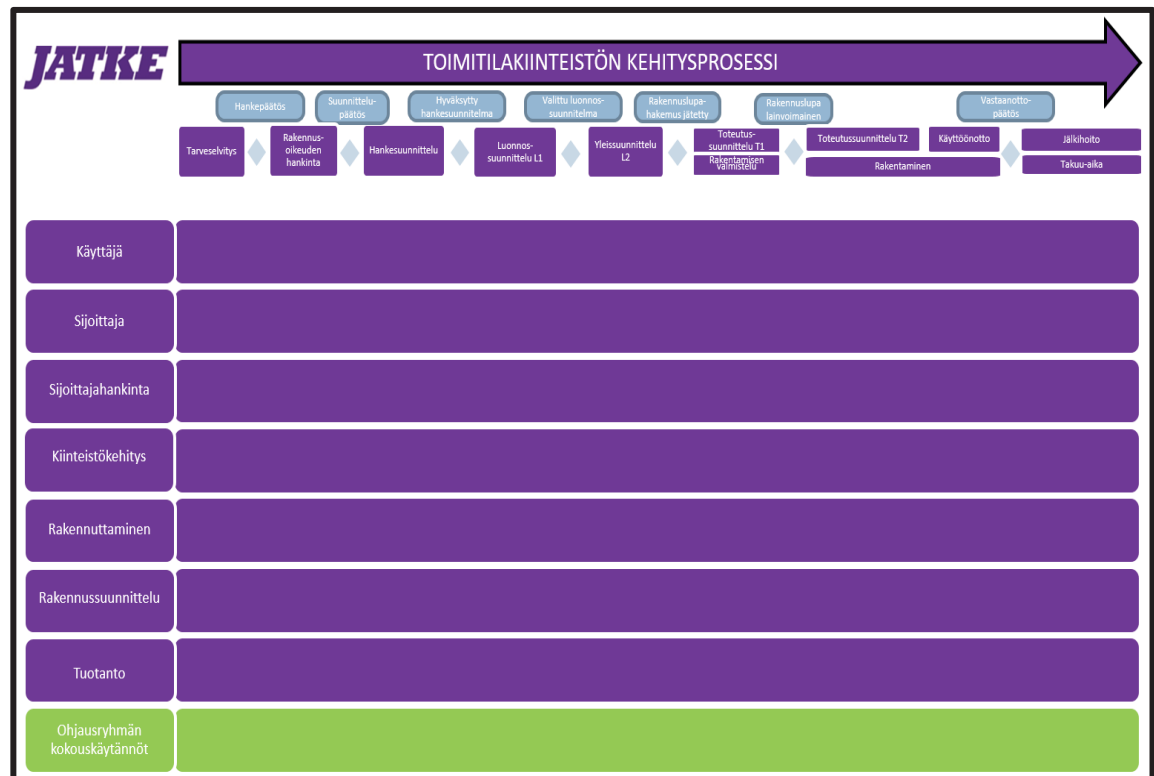 JATKE
TOIMITILAKIINTEISTÖN KEHITYSPROSESSI
Hankepäätös
Suunnittelu-
päätös
Hyväksytty
hankesuunnitelma
Valittu luonnos-
suunnitelma
Rakennuslupa-
hakemus jätetty
Rakennuslupa
lainvoimainen
Vastaanotto-
päätös
Tarveselvitys
Rakennus-
oikeuden
hankinta
Hankesuunnittelu
Luonnos-
suunnittelu L1
Yleissuunnittelu
L2
Toteutus-
suunnittelu T1
Rakentamisen
valmistelu
Toteutussuunnittelu T2
Käyttöönotto
Rakentaminen
Jälkihoito
Takuu-aika
Käyttäjä
Sijoittaja
Sijoittajahankinta
Kiinteistökehitys
Rakennuttaminen
Rakennussuunnittelu
Tuotanto
Ohjausryhmän
kokouskäytännöt